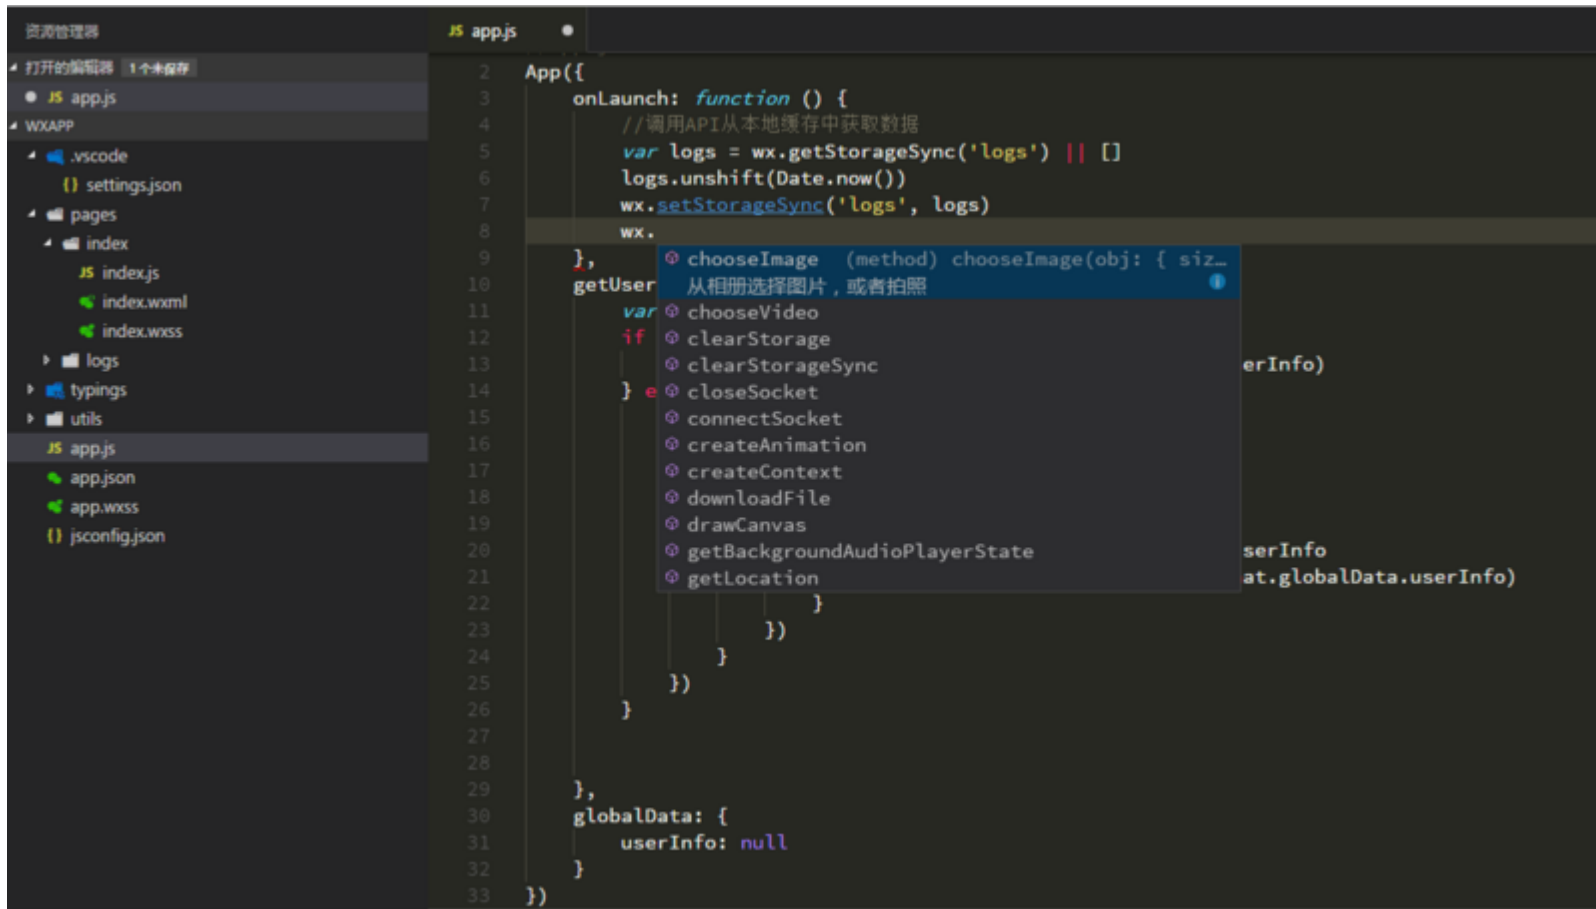 资源管理器
打开的编辑器 1 个未保存
JS app.js
WXAPP
.vscode
{} settings.json
pages
index
JS index.js
index.wxml
index.wxss
logs
typings
utils
JS app.js
app.json
app.wxss
{} jsconfig.json
JS app.js
2 App({
3 onLaunch: function () {
4 //调用API从本地缓存中获取数据
5 var logs = wx.getStorageSync('logs') || []
6 logs.unshift(Date.now())
7 wx.setStorageSync('logs', logs)
8 wx.
9 },
chooseImage (method) chooseImage(obj: { siz…
10 getUser
从相册选择图片，或者拍照
11 var
chooseVideo
12 if
clearStorage
13
clearStorageSync
erInfo)
14 } e
closeSocket
15
connectSocket
16
createAnimation
17
createContext
18
downloadFile
19
drawCanvas
20
getBackgroundAudioPlayerState
serInfo
21
getLocation
at.globalData.userInfo)
22 }
23 })
24 }
25 })
26 }
27
28
29 },
30 globalData: {
31 userInfo: null
32 }
33 })